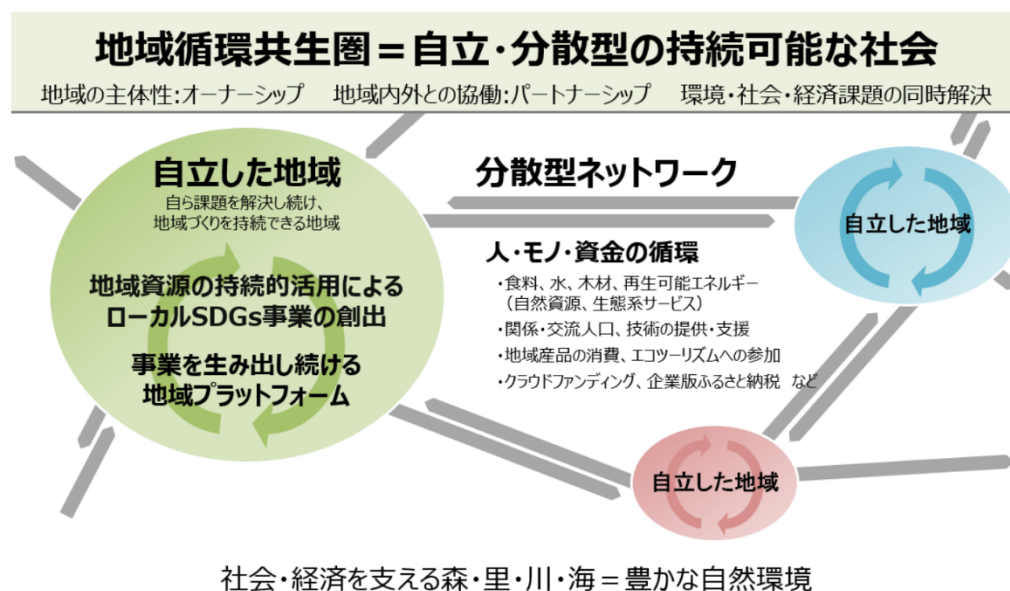 地域循環共生圏＝自立・分散型の持続可能な社会
地域の主体性:オーナーシップ　地域内外との協働:パートナーシップ　環境・社会・経済課題の同時解決
自立した地域
自ら課題を解決し続け、
地域づくりを持続できる地域
地域資源の持続的活用による
ローカルSDGs事業の創出
事業を生み出し続ける
地域プラットフォーム
分散型ネットワーク
人・モノ・資金の循環
・食料、水、木材、再生可能エネルギー
（自然資源、生態系サービス）
・関係・交流人口、技術の提供・支援
・地域産品の消費、エコツーリズムへの参加
・クラウドファンディング、企業版ふるさと納税　など
自立した地域
自立した地域
社会・経済を支える森・里・川・海＝豊かな自然環境